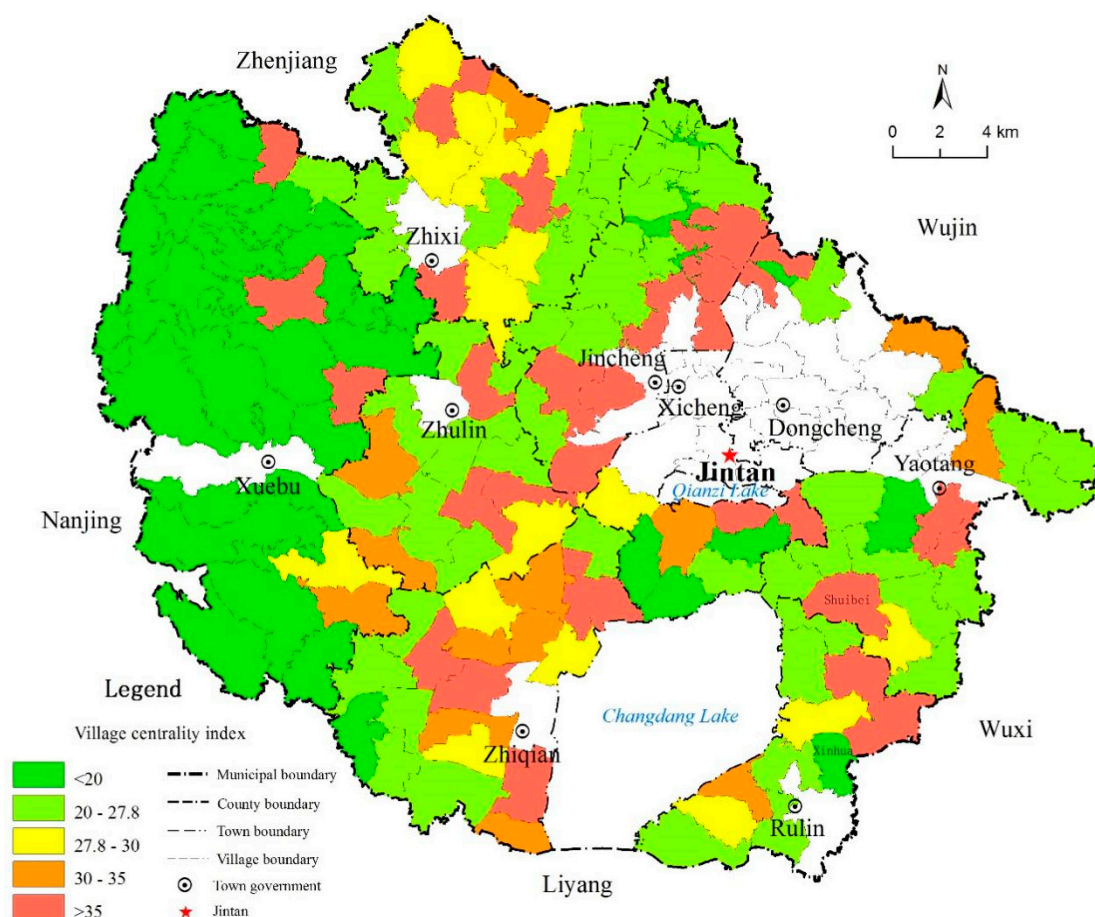 Zhenjiang
N
0 2 4 km
Wujin
Zhixi
Jincheng
Xicheng
Dongcheng
Zhulin
Jintan
Qianzi Lake
Yaotang
Xuebu
Nanjing
Shuibei
Changdang Lake
Zhiqian
Xinhua
Wuxi
Rulin
Liyang
Legend
Village centrality index
<20
20 - 27.8
27.8 - 30
30 - 35
>35
Municipal boundary
County boundary
Town boundary
Village boundary
Town government
Jintan